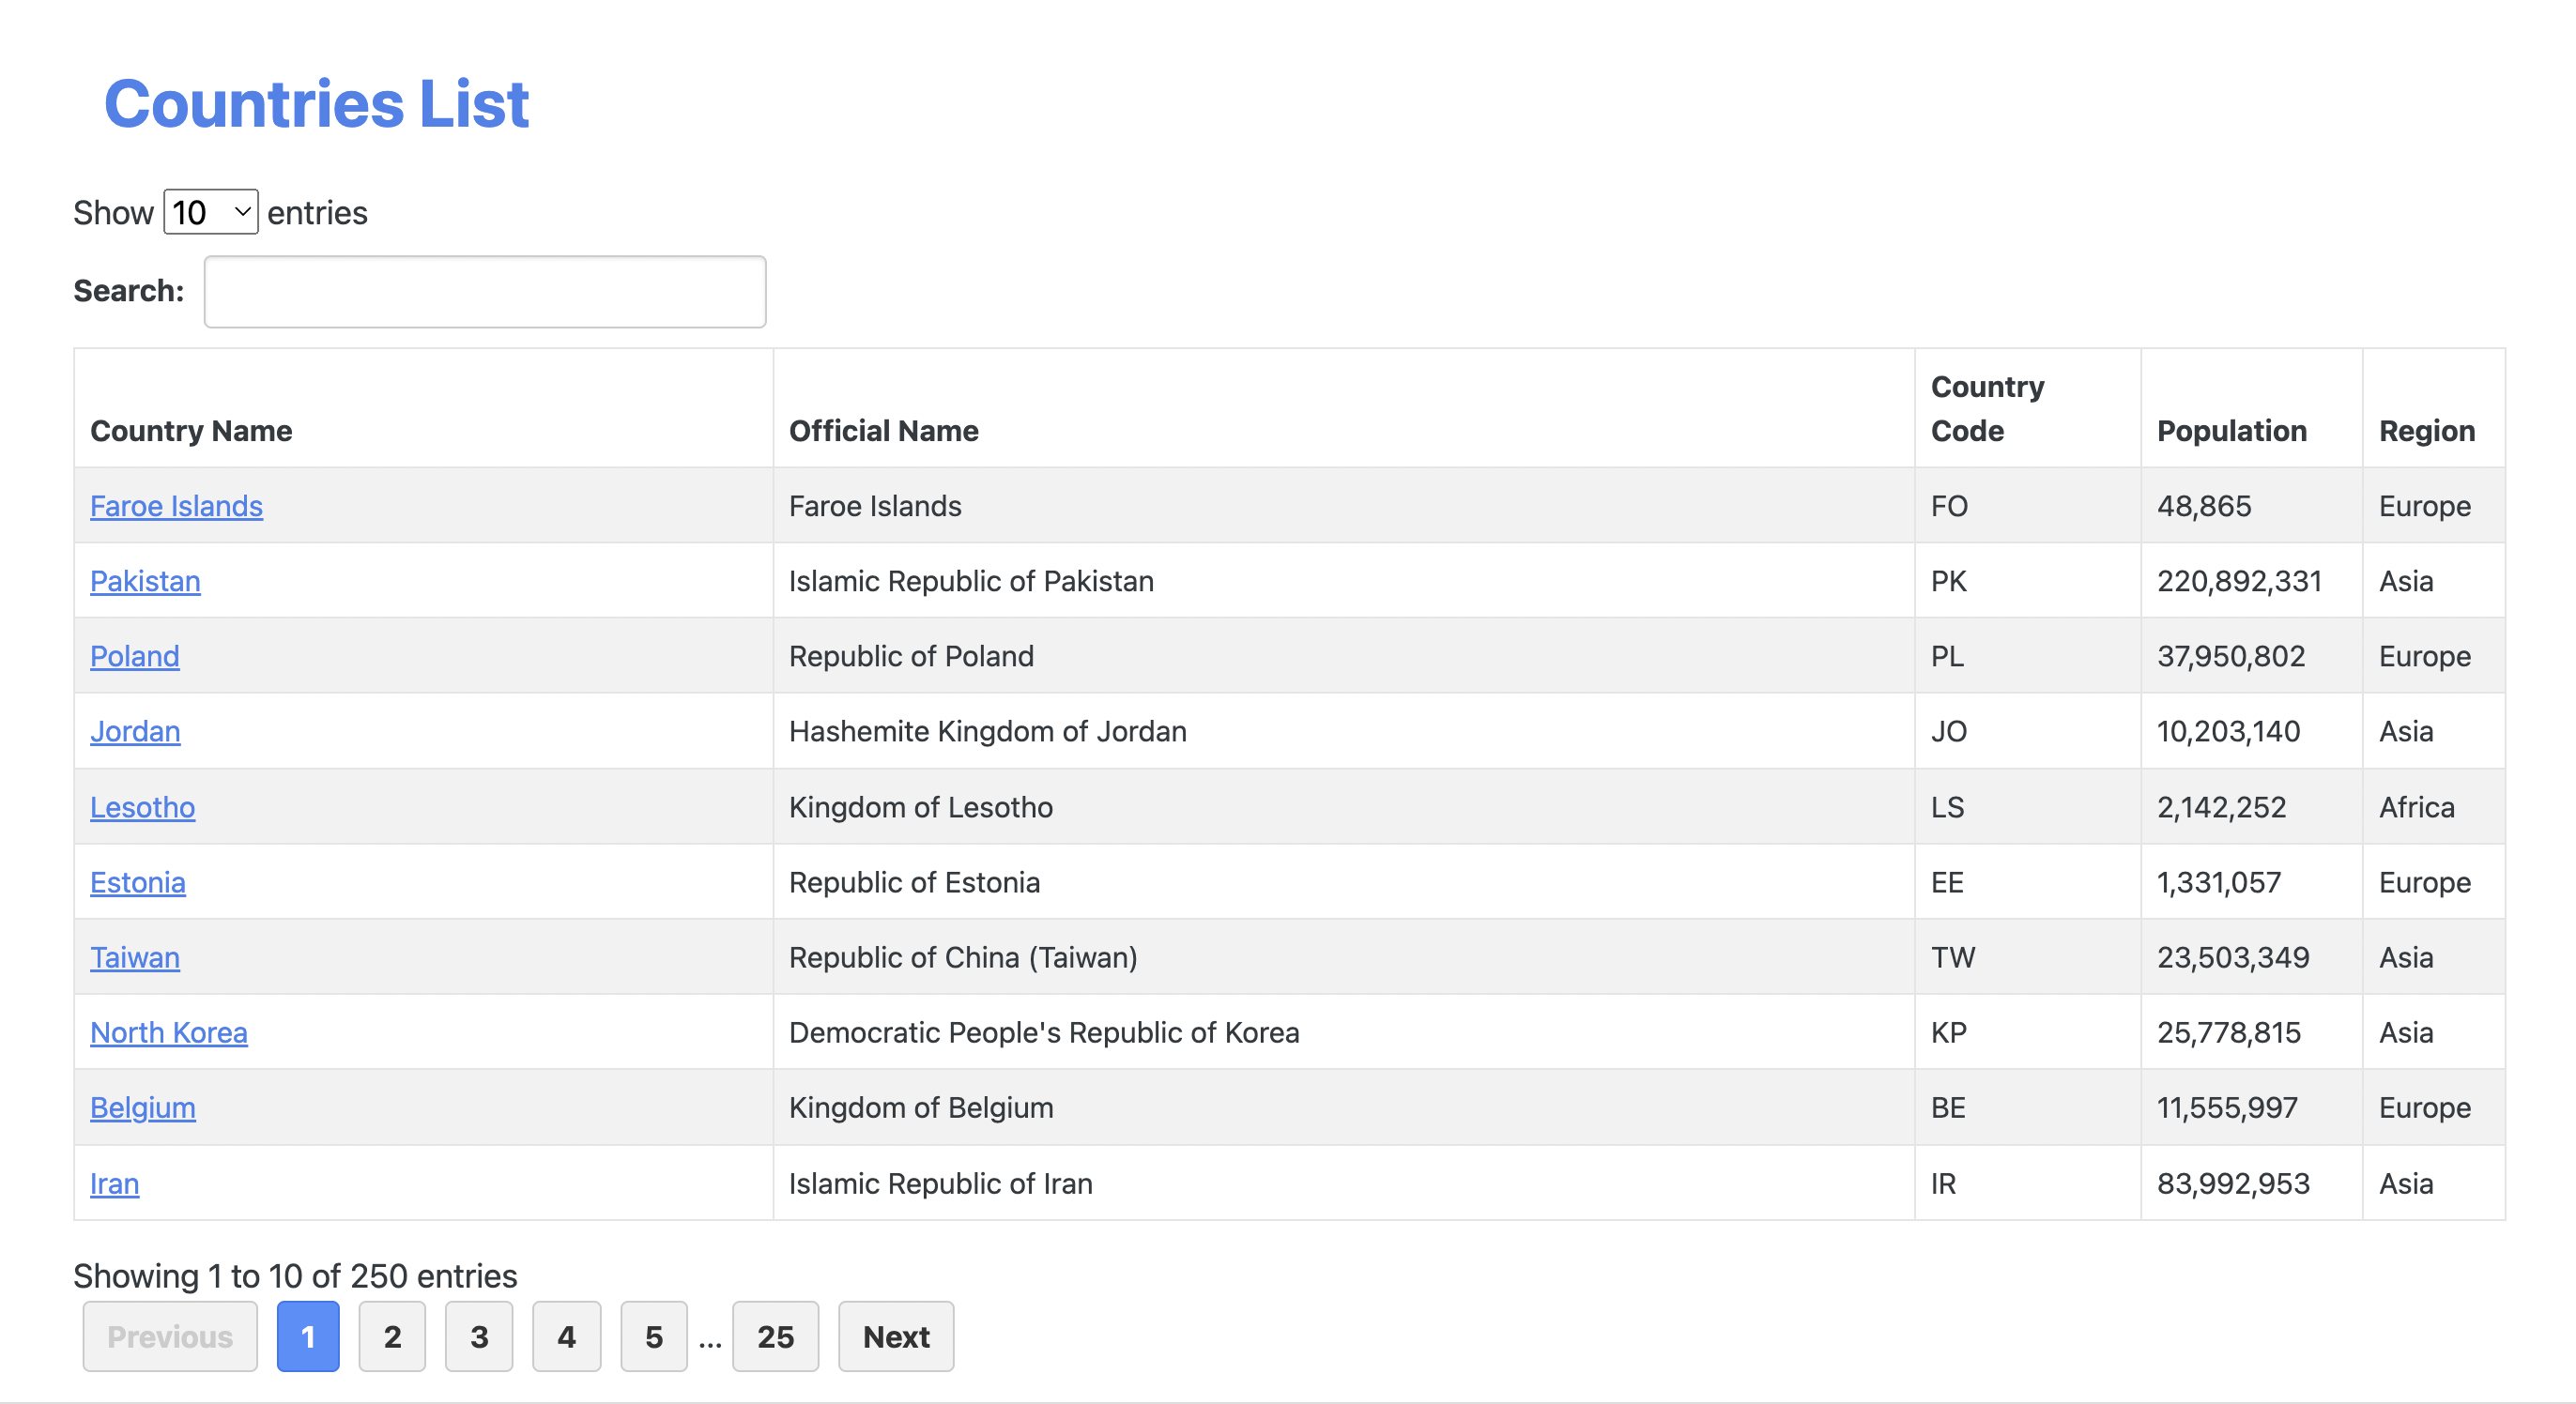 Countries List
Show 10 entries
Search:
Country Name Official Name Country Code Population Region
Faroe Islands Faroe Islands FO 48,865 Europe
Pakistan Islamic Republic of Pakistan PK 220,892,331 Asia
Poland Republic of Poland PL 37,950,802 Europe
Jordan Hashemite Kingdom of Jordan JO 10,203,140 Asia
Lesotho Kingdom of Lesotho LS 2,142,252 Africa
Estonia Republic of Estonia EE 1,331,057 Europe
Taiwan Republic of China (Taiwan) TW 23,503,349 Asia
North Korea Democratic People's Republic of Korea KP 25,778,815 Asia
Belgium Kingdom of Belgium BE 11,555,997 Europe
Iran Islamic Republic of Iran IR 83,992,953 Asia
Showing 1 to 10 of 250 entries
Previous 1 2 3 4 5 ... 25 Next